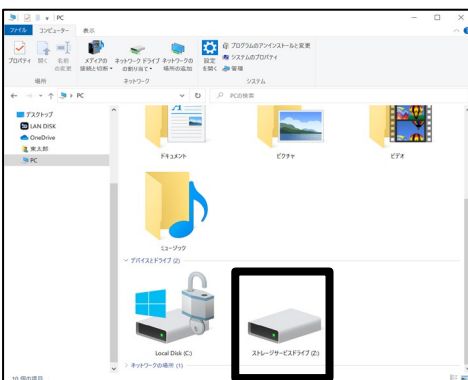 PC
ファイル コンピューター 表示
プロパティ 開く 名前の変更 メディアの接続と切断 ネットワーク ドライブの割り当て ネットワークの場所の追加 設定を開く
プログラムのアンインストールと変更
システムのプロパティ
管理
場所 ネットワーク システム
PC PCの検索
デスクトップ
LAN DISK
OneDrive
東太郎
PC
ドキュメント ピクチャ ビデオ
ミュージック
デバイスとドライブ (2)
Local Disk (C:) ストレージサービスドライブ (Z:)
ネットワークの場所 (1)
10 個の項目